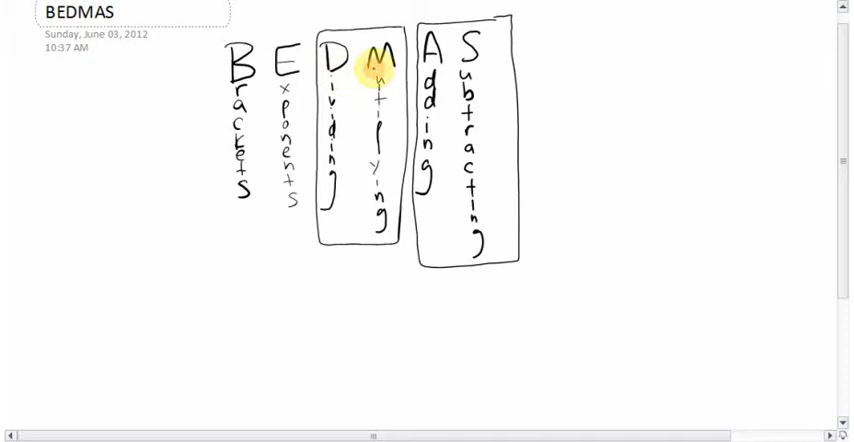 BEDMAS
Sunday, June 03, 2012
10:37 AM
Brackets
Exponents
Dividing
Multiplying
Adding
Subtracting